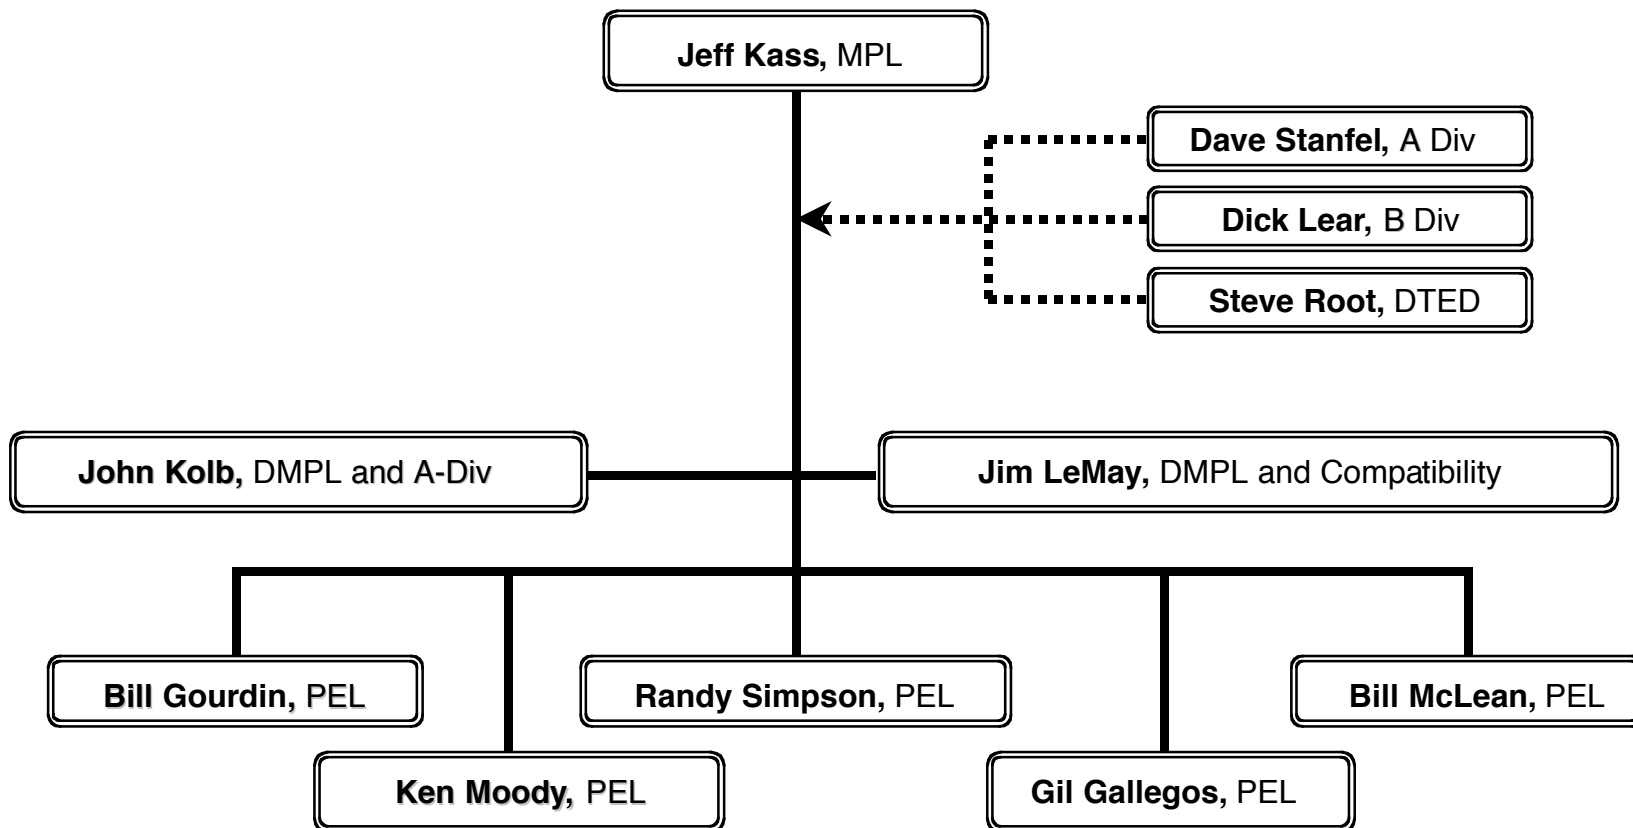 Jeff Kass, MPL
Dave Stanfel, A Div
Dick Lear, B Div
Steve Root, DTED
John Kolb, DMPL and A-Div
Jim LeMay, DMPL and Compatibility
Bill Gourdin, PEL
Randy Simpson, PEL
Bill McLean, PEL
Ken Moody, PEL
Gil Gallegos, PEL